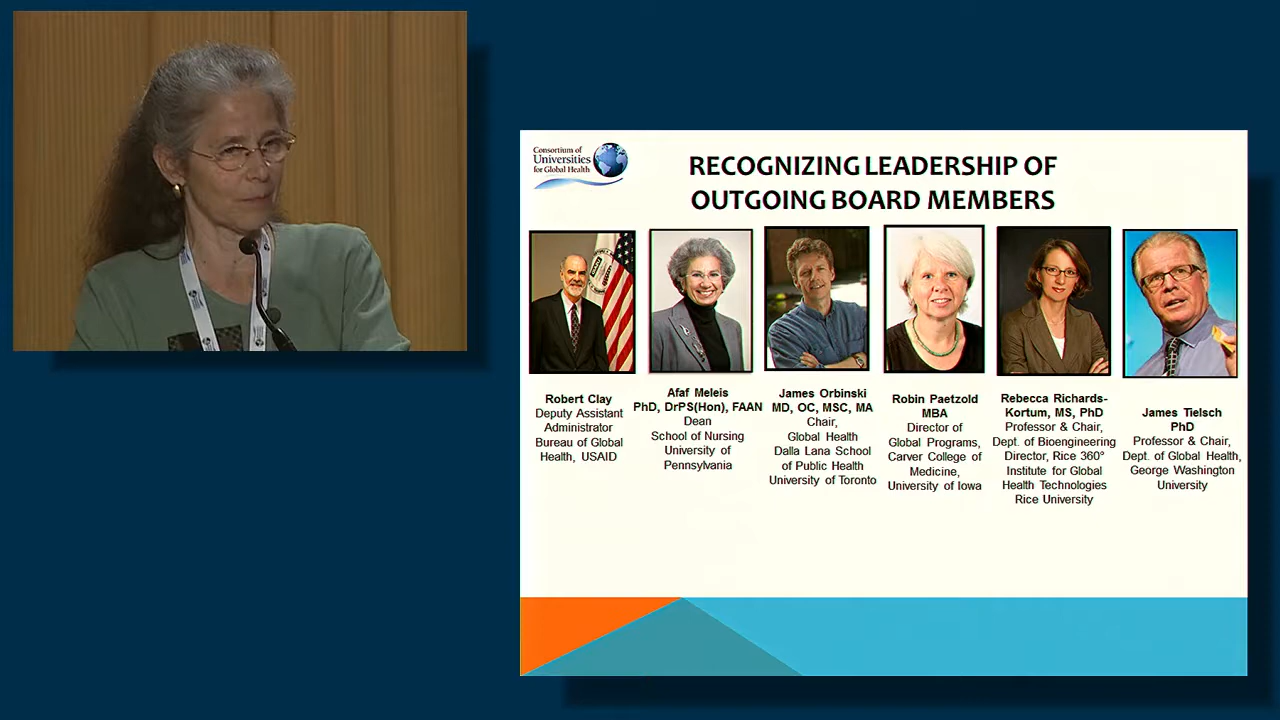 Consortium of
Universities
for Global Health
RECOGNIZING LEADERSHIP OF
OUTGOING BOARD MEMBERS
Robert Clay
Deputy Assistant
Administrator
Bureau of Global
Health, USAID
Afaf Meleis
PhD, DrPS(Hon), FAAN
Dean
School of Nursing
University of
Pennsylvania
James Orbinski
MD, OC, MSC, MA
Chair,
Global Health
Dalla Lana School
of Public Health
University of Toronto
Robin Paetzold
MBA
Director of
Global Programs,
Carver College of
Medicine,
University of Iowa
Rebecca Richards-
Kortum, MS, PhD
Professor & Chair,
Dept. of Bioengineering
Director, Rice 360°
Institute for Global
Health Technologies
Rice University
James Tielsch
PhD
Professor & Chair,
Dept. of Global Health,
George Washington
University